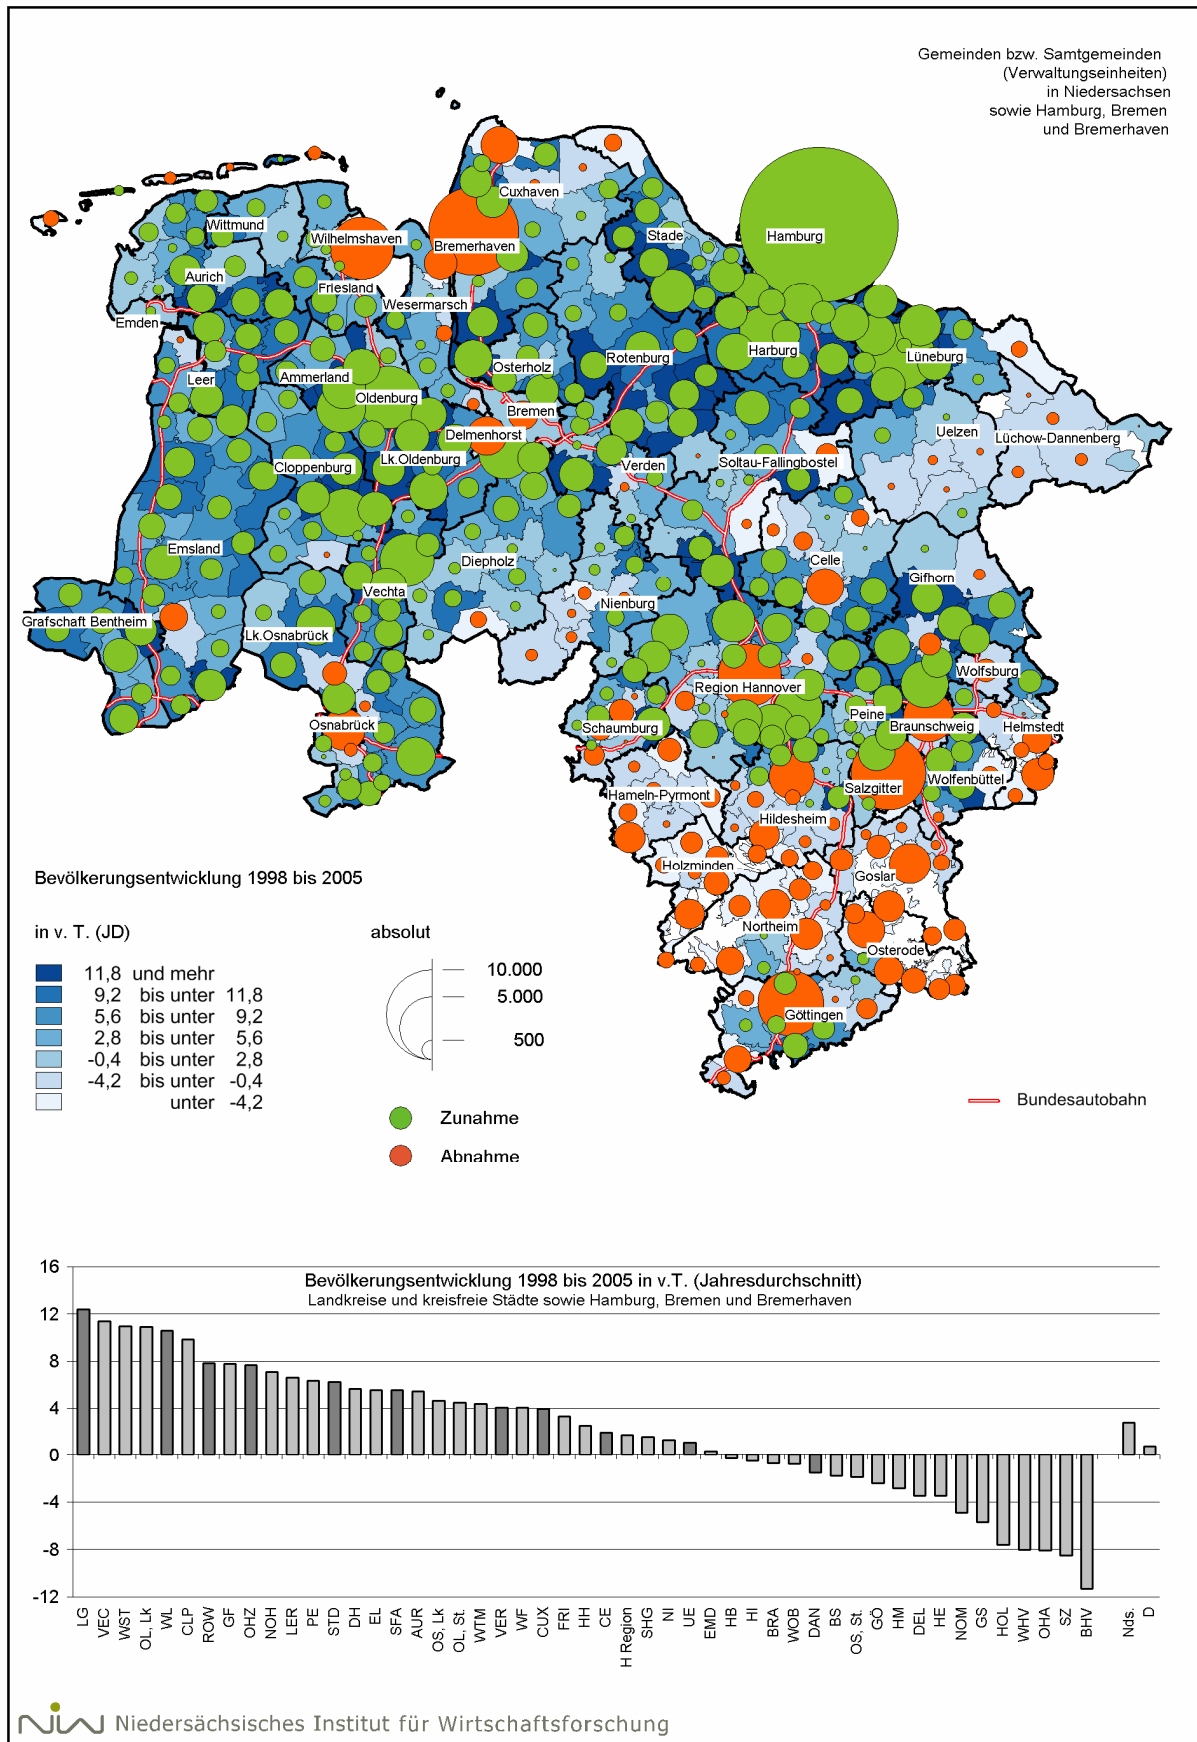 Gemeinden bzw. Samtgemeinden
(Verwaltungseinheiten)
in Niedersachsen
sowie Hamburg, Bremen
und Bremerhaven
Cuxhaven
Wittmund
Wilhelmshaven
Bremerhaven
Stade
Hamburg
Aurich
Friesland
Wesermarsch
Emden
Leer
Ammerland
Osterholz
Rotenburg
Harburg
Lüneburg
Oldenburg
Bremen
Delmenhorst
Uelzen
Lüchow-Dannenberg
Cloppenburg
Lk.Oldenburg
Verden
Soltau-Fallingbostel
Emsland
Vechta
Diepholz
Nienburg
Celle
Gifhorn
Grafschaft Bentheim
Lk.Osnabrück
Wolfsburg
Region Hannover
Osnabrück
Schaumburg
Peine
Braunschweig
Helmstedt
Hameln-Pyrmont
Salzgitter
Wolfenbüttel
Hildesheim
Holzminden
Goslar
Northeim
Osterode
Göttingen
Bevölkerungsentwicklung 1998 bis 2005
in v. T. (JD)
absolut
11,8 und mehr
9,2 bis unter 11,8
5,6 bis unter 9,2
2,8 bis unter 5,6
-0,4 bis unter 2,8
-4,2 bis unter -0,4
unter -4,2
10.000
5.000
500
Zunahme
Abnahme
Bundesautobahn
Bevölkerungsentwicklung 1998 bis 2005 in v.T. (Jahresdurchschnitt)
Landkreise und kreisfreie Städte sowie Hamburg, Bremen und Bremerhaven
16
12
8
4
0
-4
-8
-12
LG
VEC
WST
OL, Lk
WL
CLP
ROW
GF
OHZ
NOH
LER
PE
STD
DH
EL
SFA
AUR
OS, Lk
OL, St.
WTM
VER
WF
CUX
FRI
HH
CE
H Region
SHG
NI
UE
EMD
HB
HI
BRA
WOB
DAN
BS
OS, St.
GÖ
HM
DEL
HE
NOM
GS
HOL
WHV
OHA
SZ
BHV
Nds.
D
NIW Niedersächsisches Institut für Wirtschaftsforschung